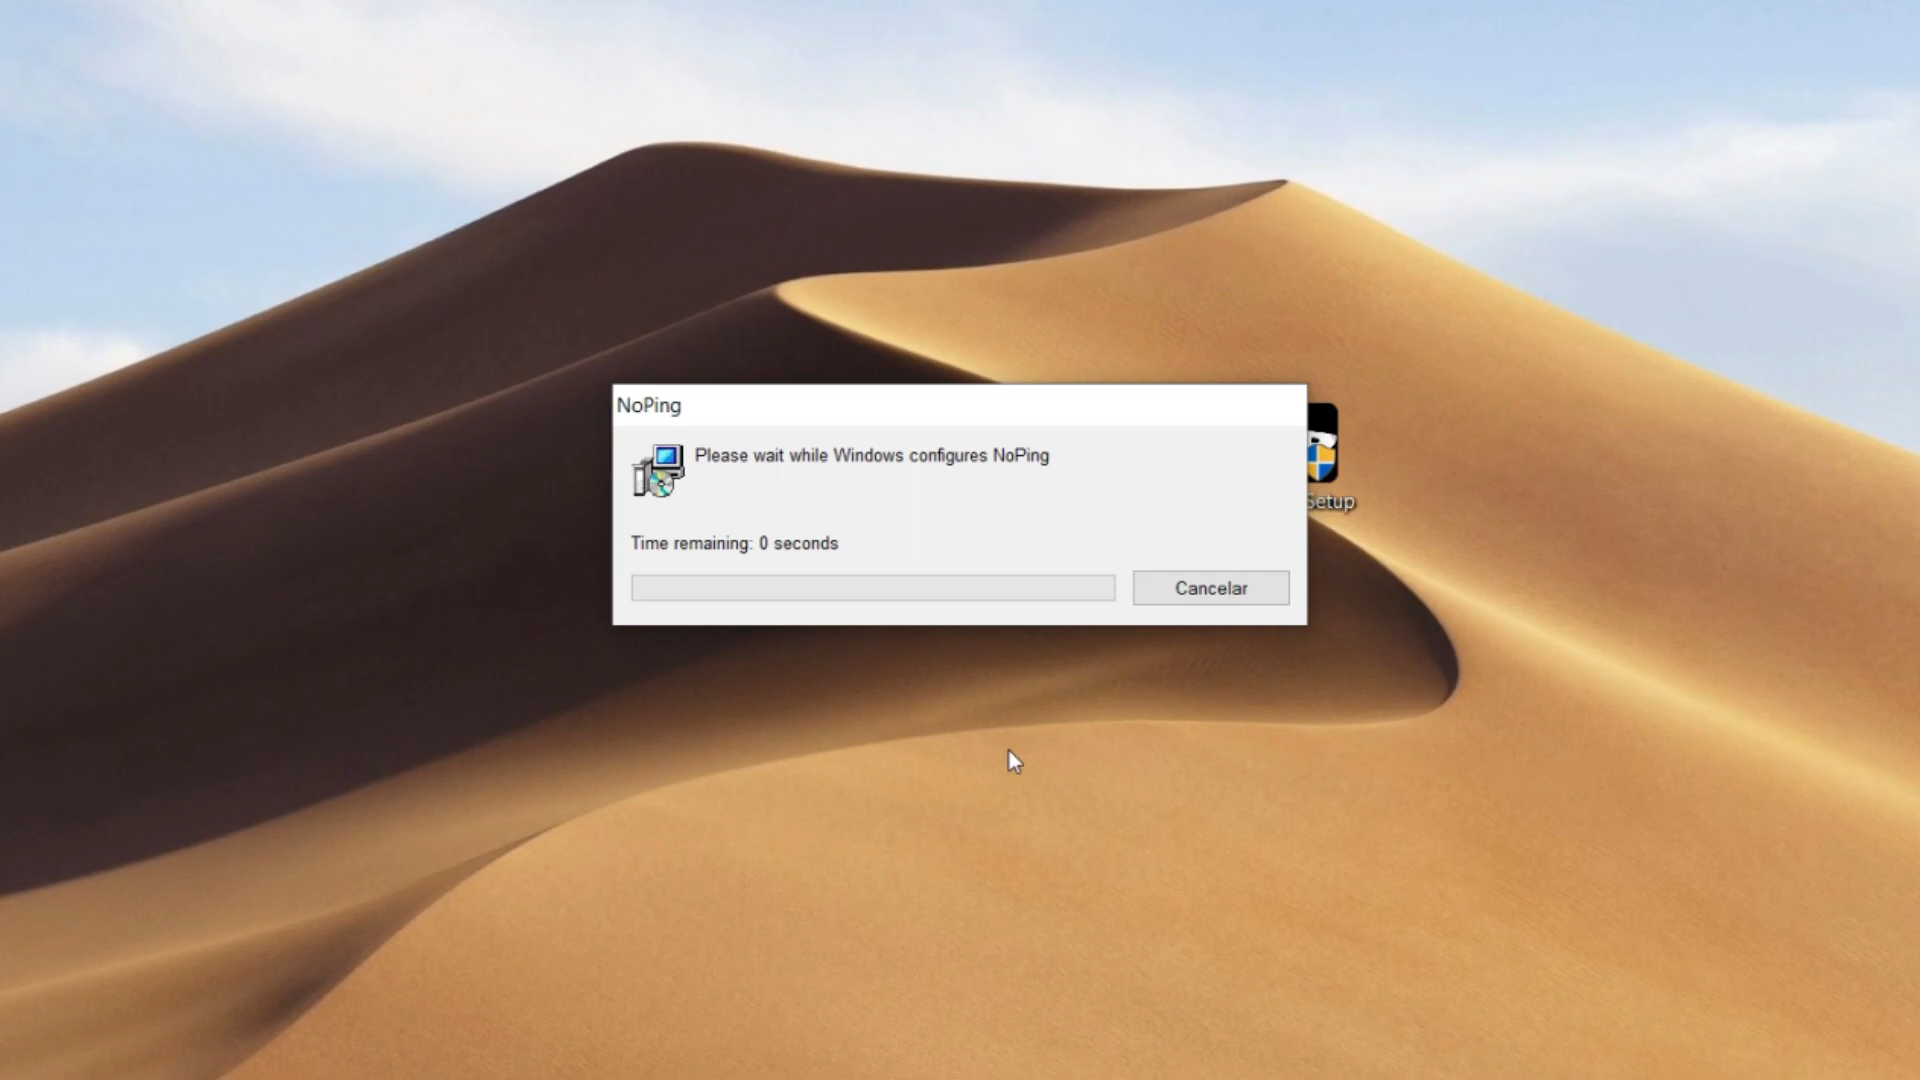 NoPing
Please wait while Windows configures NoPing
Setup
Time remaining: 0 seconds
Cancelar